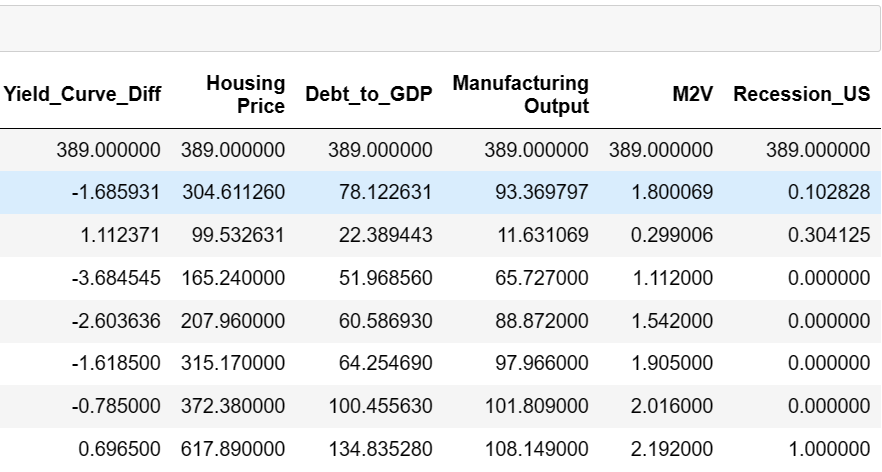 Yield_Curve_Diff Housing Price Debt_to_GDP Manufacturing Output M2V Recession_US
389.000000 389.000000 389.000000 389.000000 389.000000 389.000000
-1.685931 304.611260 78.122631 93.369797 1.800069 0.102828
1.112371 99.532631 22.389443 11.631069 0.299006 0.304125
-3.684545 165.240000 51.968560 65.727000 1.112000 0.000000
-2.603636 207.960000 60.586930 88.872000 1.542000 0.000000
-1.618500 315.170000 64.254690 97.966000 1.905000 0.000000
-0.785000 372.380000 100.455630 101.809000 2.016000 0.000000
0.696500 617.890000 134.835280 108.149000 2.192000 1.000000